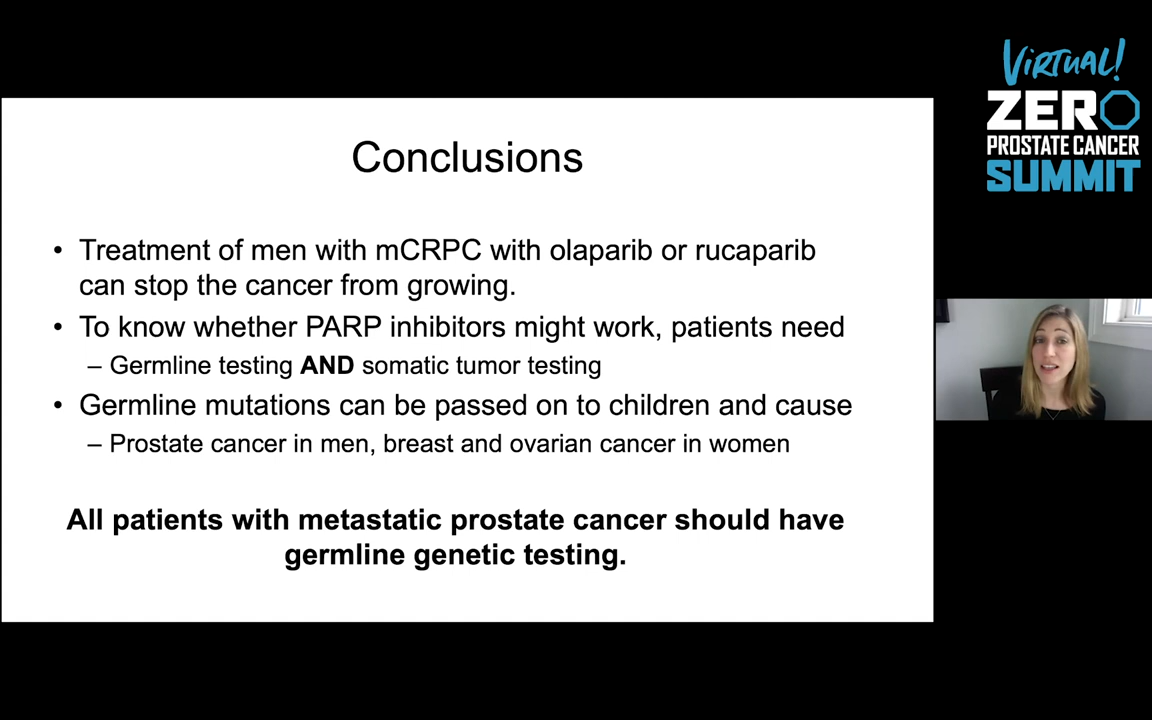 ViRTUAL!
ZERO
PROSTATE CANCER
SUMMIT
Conclusions
• Treatment of men with mCRPC with olaparib or rucaparib
can stop the cancer from growing.
• To know whether PARP inhibitors might work, patients need
– Germline testing AND somatic tumor testing
• Germline mutations can be passed on to children and cause
– Prostate cancer in men, breast and ovarian cancer in women
All patients with metastatic prostate cancer should have
germline genetic testing.